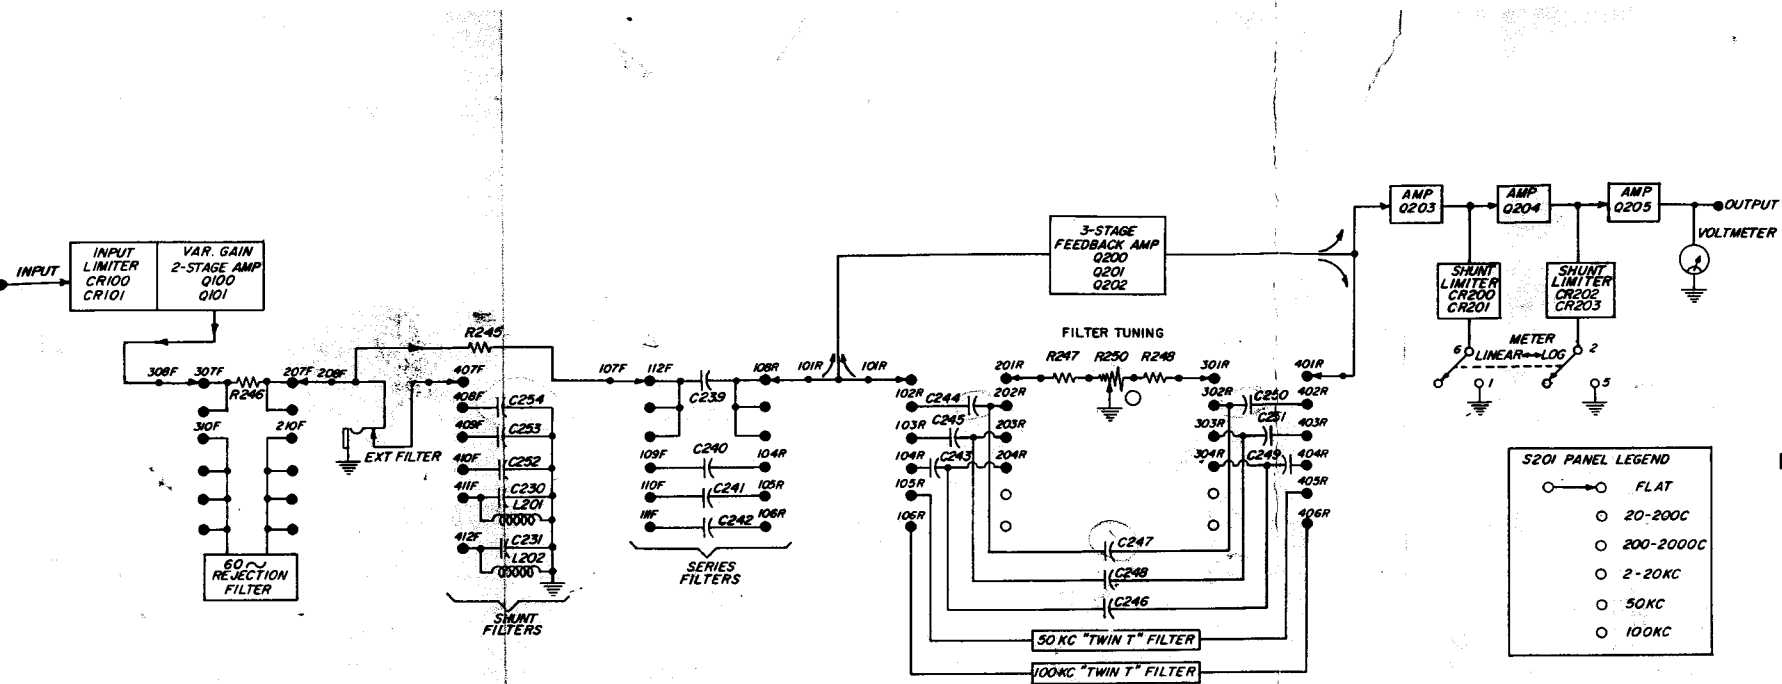 INPUT
INPUT
LIMITER
CR100
CR101
VAR. GAIN
2-STAGE AMP
Q100
Q101
308F
307F
R246
207F
208F
310F
210F
60~
REJECTION
FILTER
EXT FILTER
R245
407F
408F
C254
409F
C253
410F
C252
411F
C230
L201
412F
C231
L202
SHUNT
FILTERS
107F
112F
C239
108R
109F
C240
104R
110F
C241
105R
111F
C242
106R
SERIES
FILTERS
101R
101R
3-STAGE
FEEDBACK AMP
Q200
Q201
Q202
FILTER TUNING
201R
R247
R250
R248
301R
401R
102R
C244
202R
302R
C250
402R
103R
C245
203R
303R
C251
403R
104R
C243
204R
304R
C249
404R
105R
405R
106R
406R
C247
C248
C246
50 KC "TWIN T" FILTER
100KC "TWIN T" FILTER
AMP
Q203
AMP
Q204
AMP
Q205
OUTPUT
VOLTMETER
SHUNT
LIMITER
CR200
CR201
SHUNT
LIMITER
CR202
CR203
METER
6
LINEAR↔LOG
2
1
5
S201 PANEL LEGEND
FLAT
20-200C
200-2000C
2-20KC
50KC
100KC